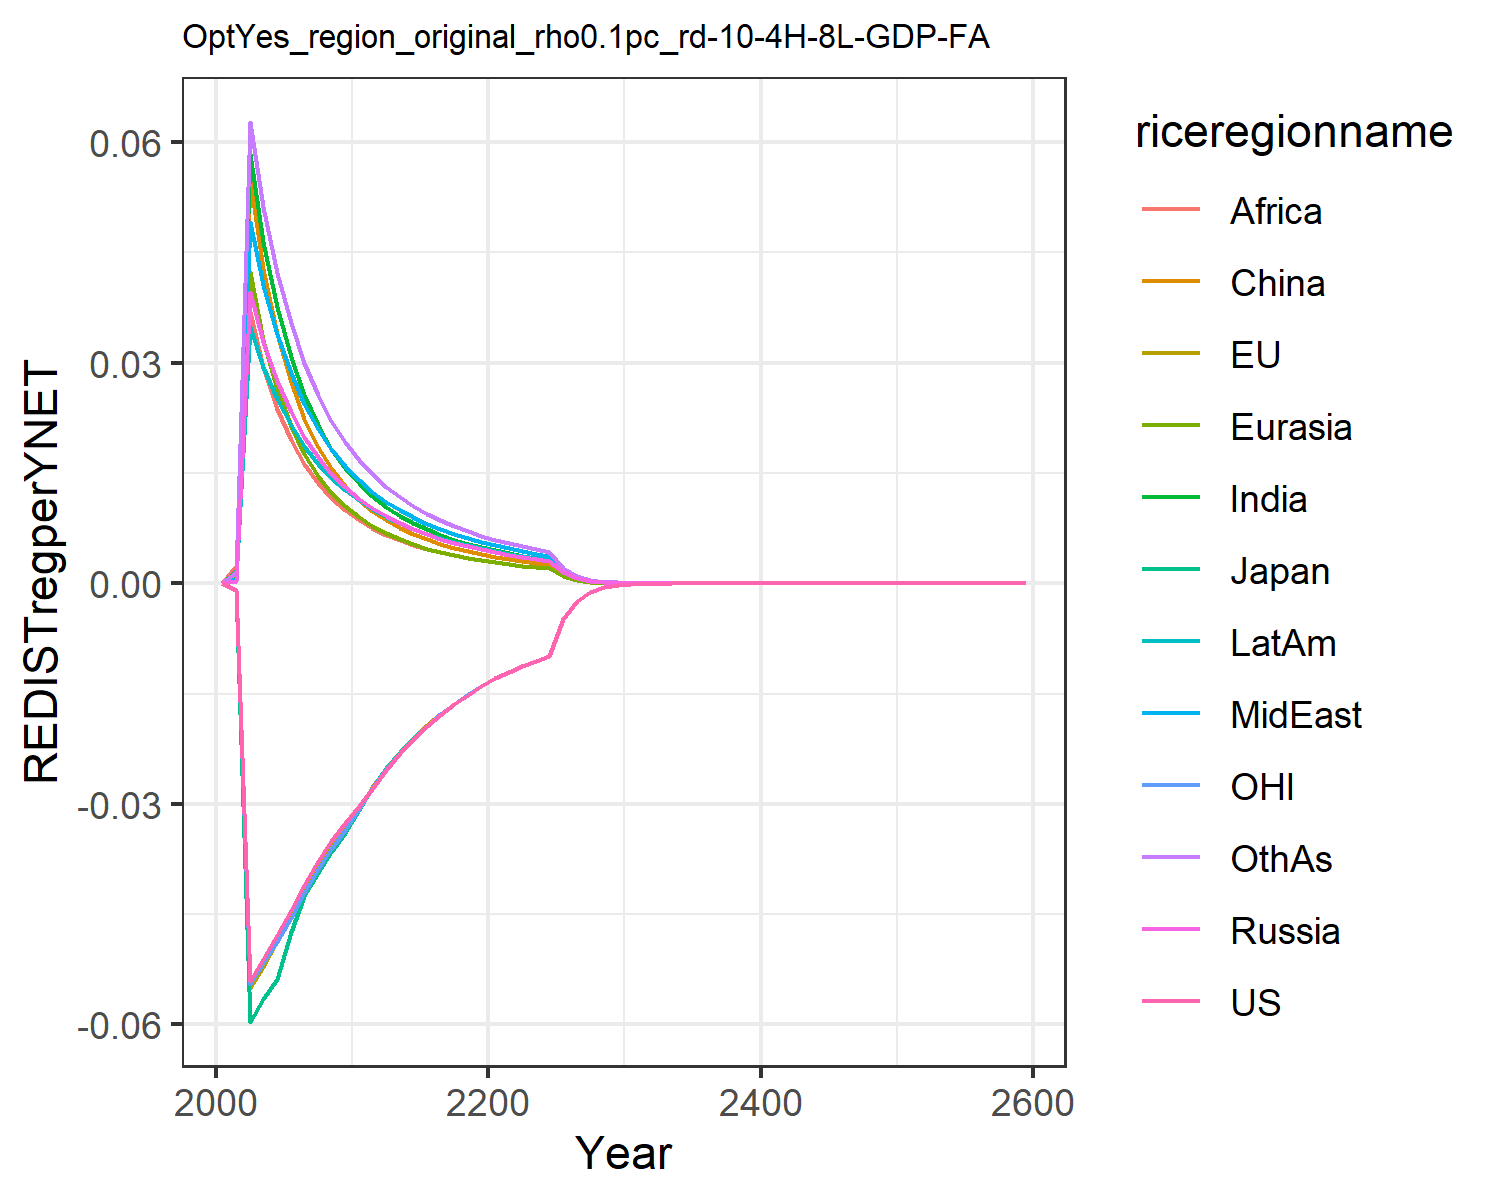 OptYes_region_original_rho0.1pc_rd-10-4H-8L-GDP-FA
REDISTregperYNET
0.06
0.03
0.00
-0.03
-0.06
2000 2200 2400 2600
Year
riceregionname
Africa
China
EU
Eurasia
India
Japan
LatAm
MidEast
OHI
OthAs
Russia
US